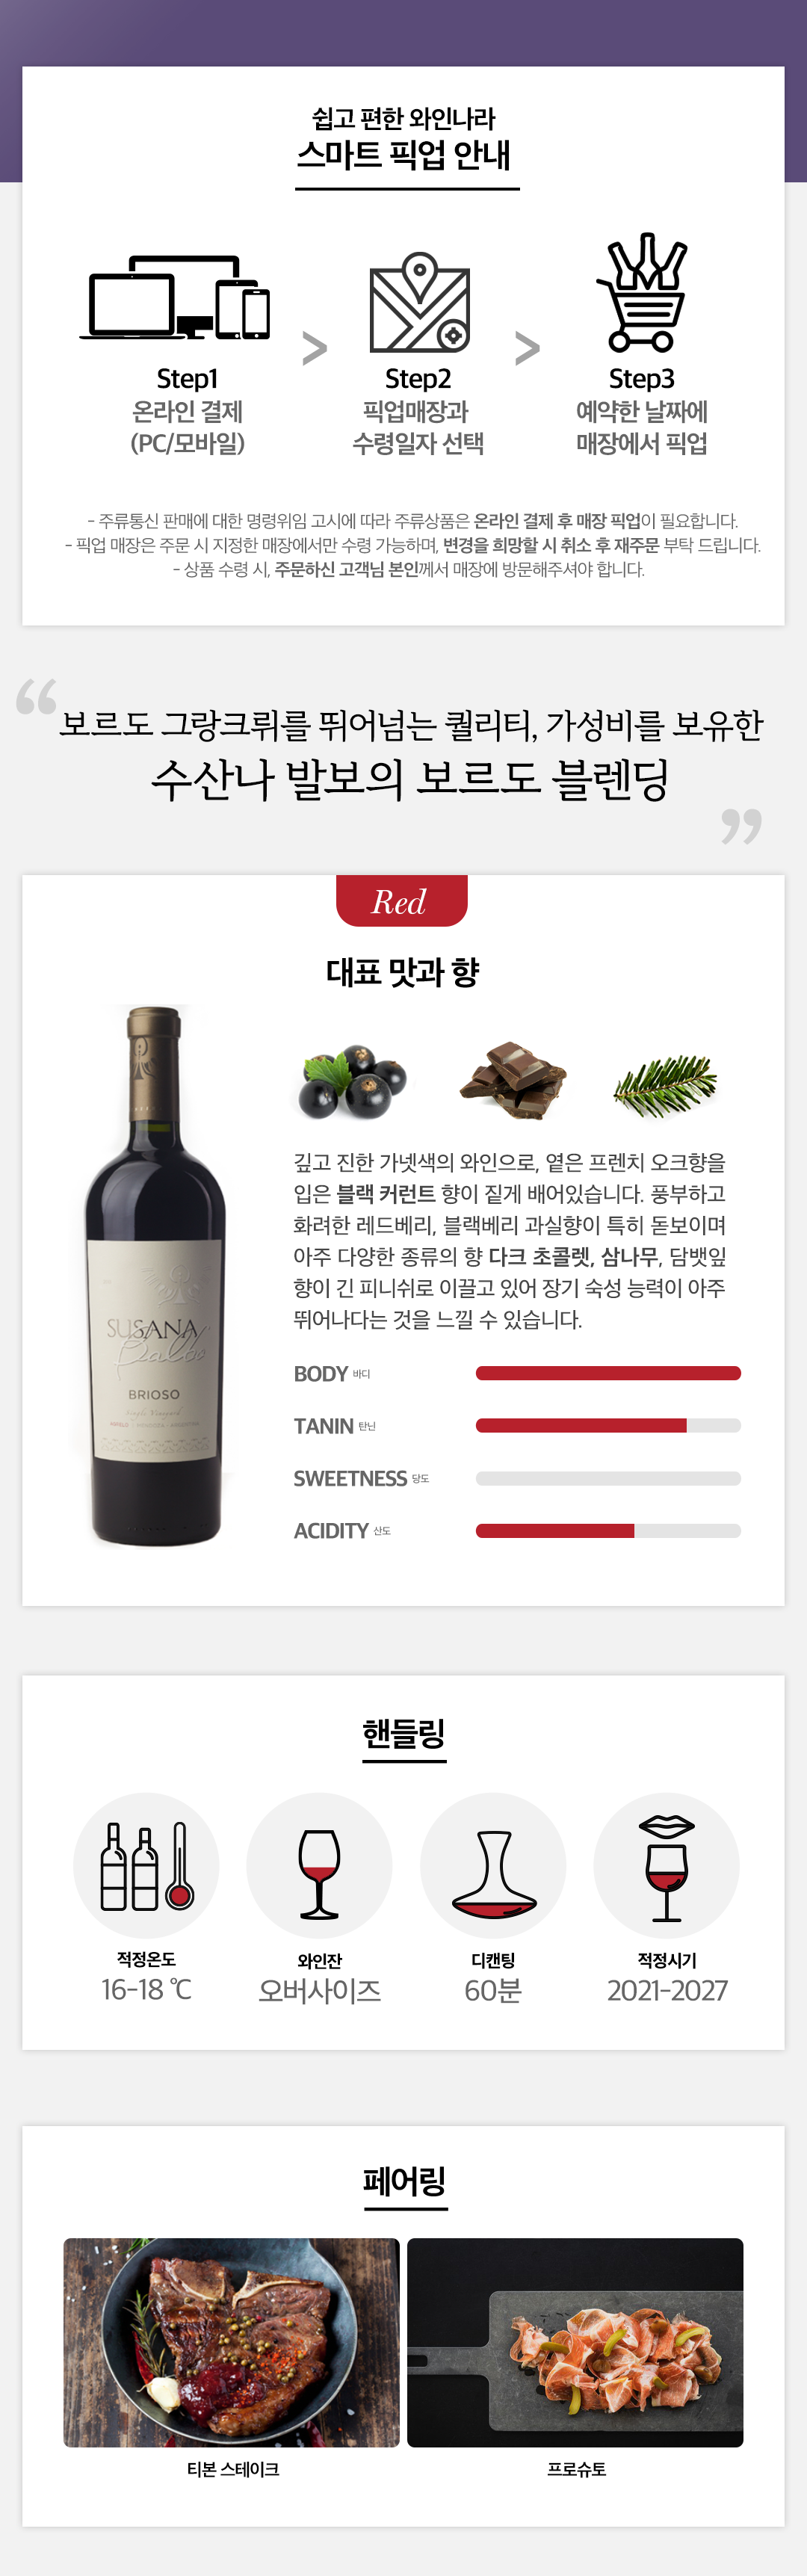 쉽고 편한 와인나라
스마트 픽업 안내
Step1
온라인 결제
(PC/모바일)
>
Step2
픽업매장과
수령일자 선택
>
Step3
예약한 날짜에
매장에서 픽업
- 주류통신 판매에 대한 명령위임 고시에 따라 주류상품은 온라인 결제 후 매장 픽업이 필요합니다.
- 픽업 매장은 주문 시 지정한 매장에서만 수령 가능하며, 변경을 희망할 시 취소 후 재주문 부탁 드립니다.
- 상품 수령 시, 주문하신 고객님 본인께서 매장에 방문해주셔야 합니다.
“보르도 그랑크뤼를 뛰어넘는 퀄리티, 가성비를 보유한
수산나 발보의 보르도 블렌딩”
Red
대표 맛과 향
깊고 진한 가넷색의 와인으로, 옅은 프렌치 오크향을
입은 블랙 커런트 향이 짙게 배어있습니다. 풍부하고
화려한 레드베리, 블랙베리 과실향이 특히 돋보이며
아주 다양한 종류의 향 다크 초콜렛, 삼나무, 담뱃잎
향이 긴 피니쉬로 이끌고 있어 장기 숙성 능력이 아주
뛰어나다는 것을 느낄 수 있습니다.
SUSANA
Balbo
BRIOSO
Single Vineyard
BODY 바디
TANIN 탄닌
SWEETNESS 당도
ACIDITY 산도
핸들링
적정온도
16-18 ℃
와인잔
오버사이즈
디캔팅
60분
적정시기
2021-2027
페어링
티본 스테이크
프로슈토